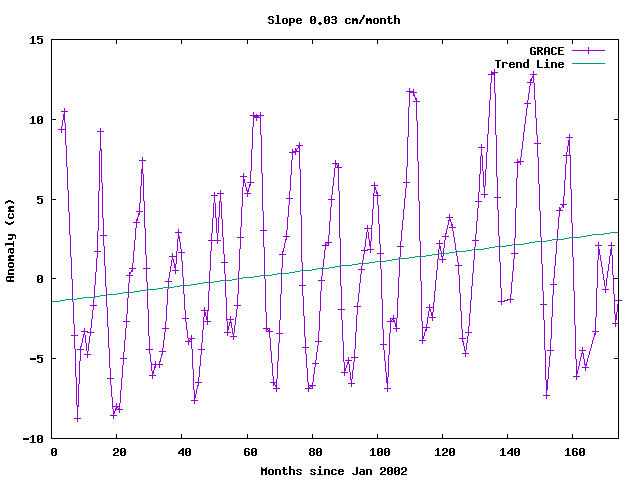 Slope 0.03 cm/month
15
GRACE
Trend Line
10
5
Anomaly (cm)
0
-5
-10
0 20 40 60 80 100 120 140 160
Months since Jan 2002